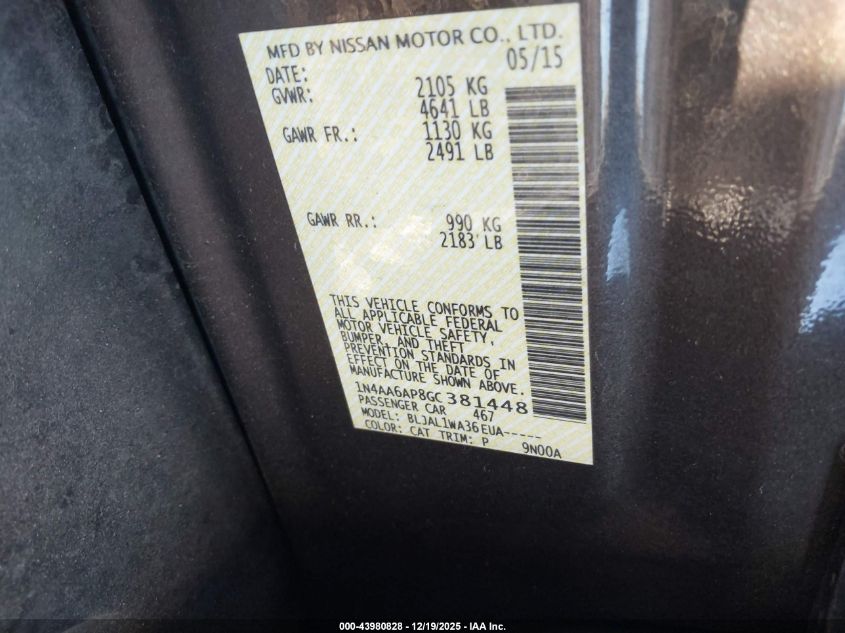 MFD BY NISSAN MOTOR CO., LTD.
DATE: 05/15
GVWR: 2105 KG
4641 LB
GAWR FR.: 1130 KG
2491 LB
GAWR RR.: 990 KG
2183 LB
THIS VEHICLE CONFORMS TO
ALL APPLICABLE FEDERAL
MOTOR VEHICLE SAFETY,
BUMPER, AND THEFT
PREVENTION STANDARDS IN
EFFECT ON THE DATE OF
MANUFACTURE SHOWN ABOVE.
1N4AA6AP8GC381448
PASSENGER CAR 467
MODEL: BLJAL1WA36EUA-----
COLOR: CAT TRIM: P 9N00A
000-43980828 - 12/19/2025 - IAA Inc.